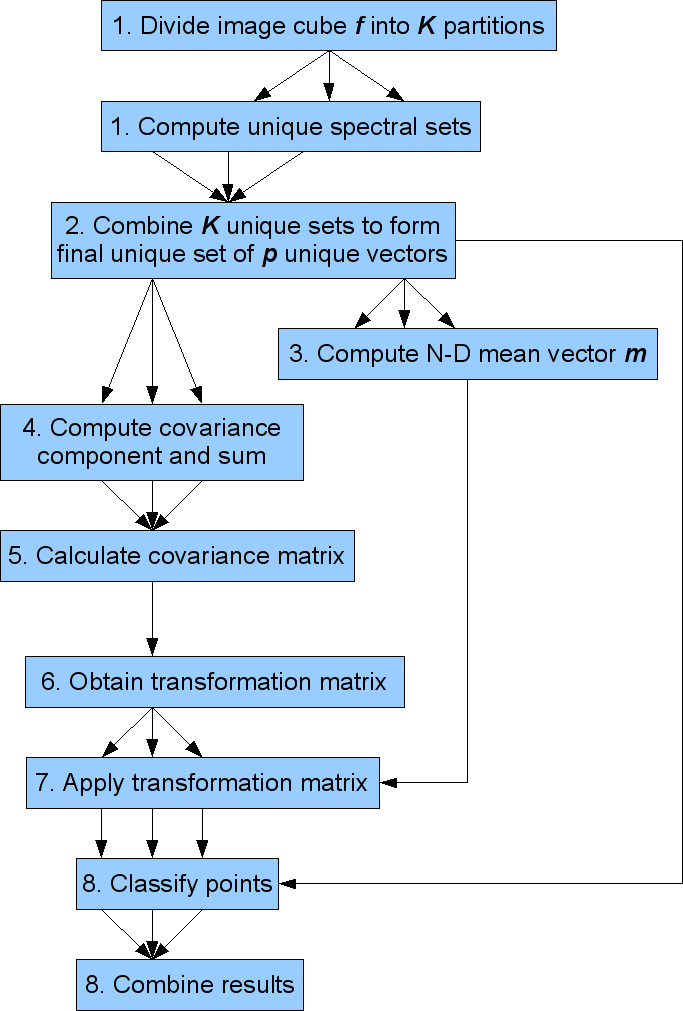 1. Divide image cube f into K partitions
1. Compute unique spectral sets
2. Combine K unique sets to form
final unique set of p unique vectors
3. Compute N-D mean vector m
4. Compute covariance
component and sum
5. Calculate covariance matrix
6. Obtain transformation matrix
7. Apply transformation matrix
8. Classify points
8. Combine results